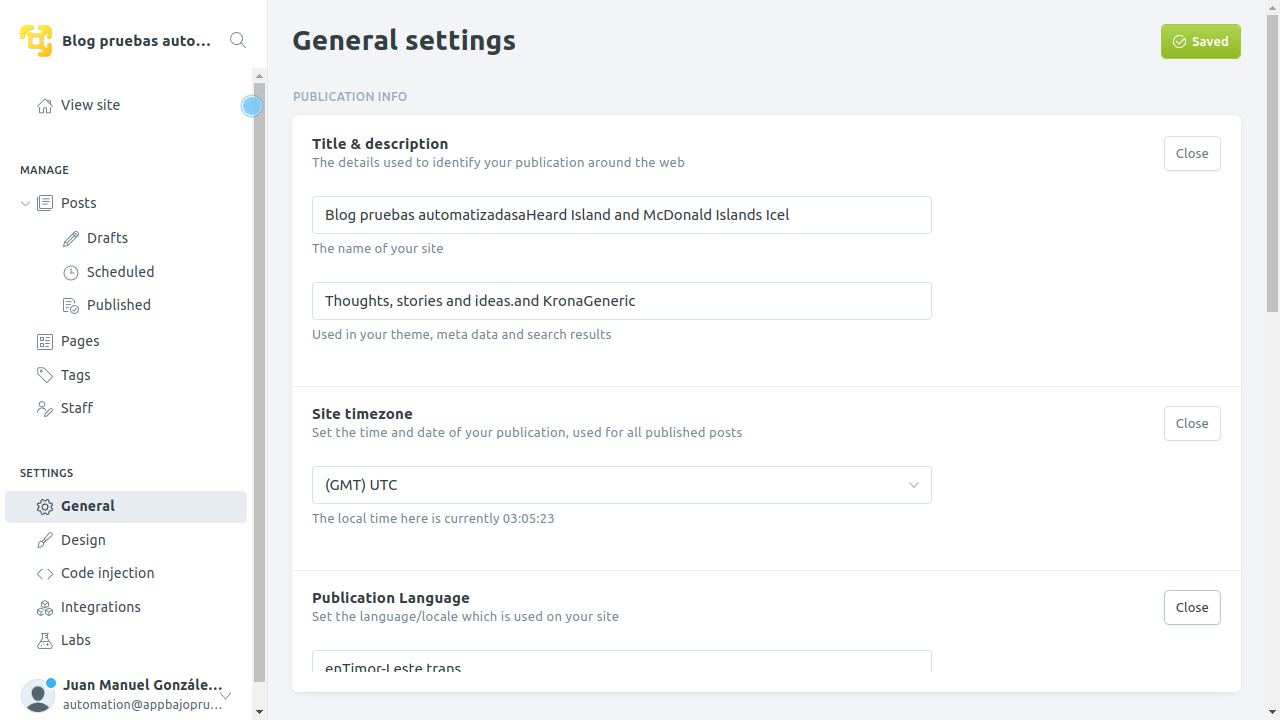 Blog pruebas auto...
View site
MANAGE
Posts
Drafts
Scheduled
Published
Pages
Tags
Staff
SETTINGS
General
Design
Code injection
Integrations
Labs
Juan Manuel Gonzále...
automation@appbajopru...
General settings
Saved
PUBLICATION INFO
Title & description
The details used to identify your publication around the web
Close
Blog pruebas automatizadasaHeard Island and McDonald Islands Icel
The name of your site
Thoughts, stories and ideas.and KronaGeneric
Used in your theme, meta data and search results
Site timezone
Set the time and date of your publication, used for all published posts
Close
(GMT) UTC
The local time here is currently 03:05:23
Publication Language
Set the language/locale which is used on your site
Close
enTimor-Leste trans